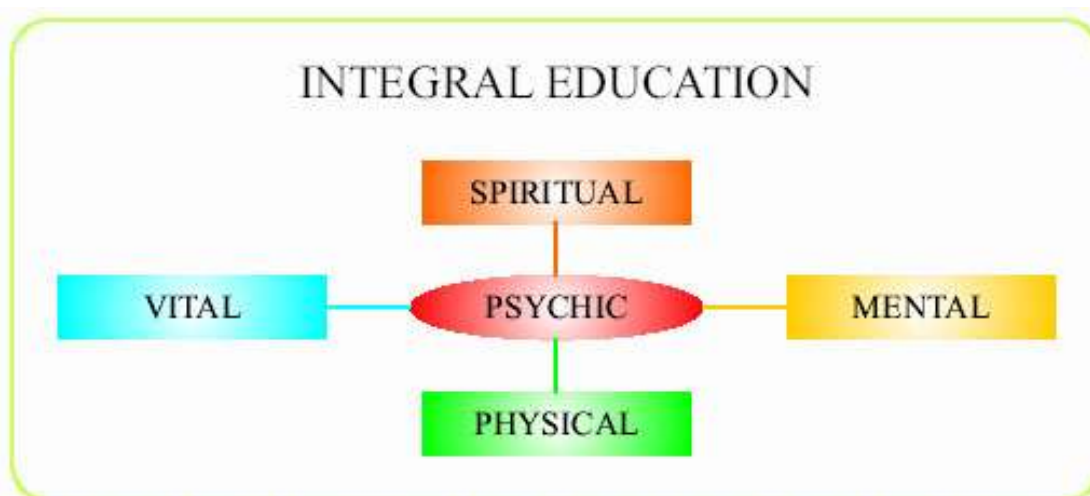 INTEGRAL EDUCATION
SPIRITUAL
VITAL
PSYCHIC
MENTAL
PHYSICAL